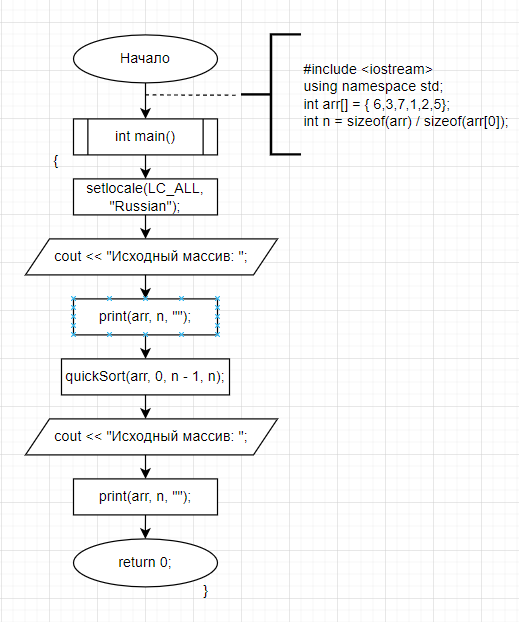 Начало
#include <iostream>
using namespace std;
int arr[] = { 6,3,7,1,2,5};
int n = sizeof(arr) / sizeof(arr[0]);
int main()
{
setlocale(LC_ALL,
"Russian");
cout << "Исходный массив: ";
print(arr, n, "");
quickSort(arr, 0, n - 1, n);
cout << "Исходный массив: ";
print(arr, n, "");
return 0;
}